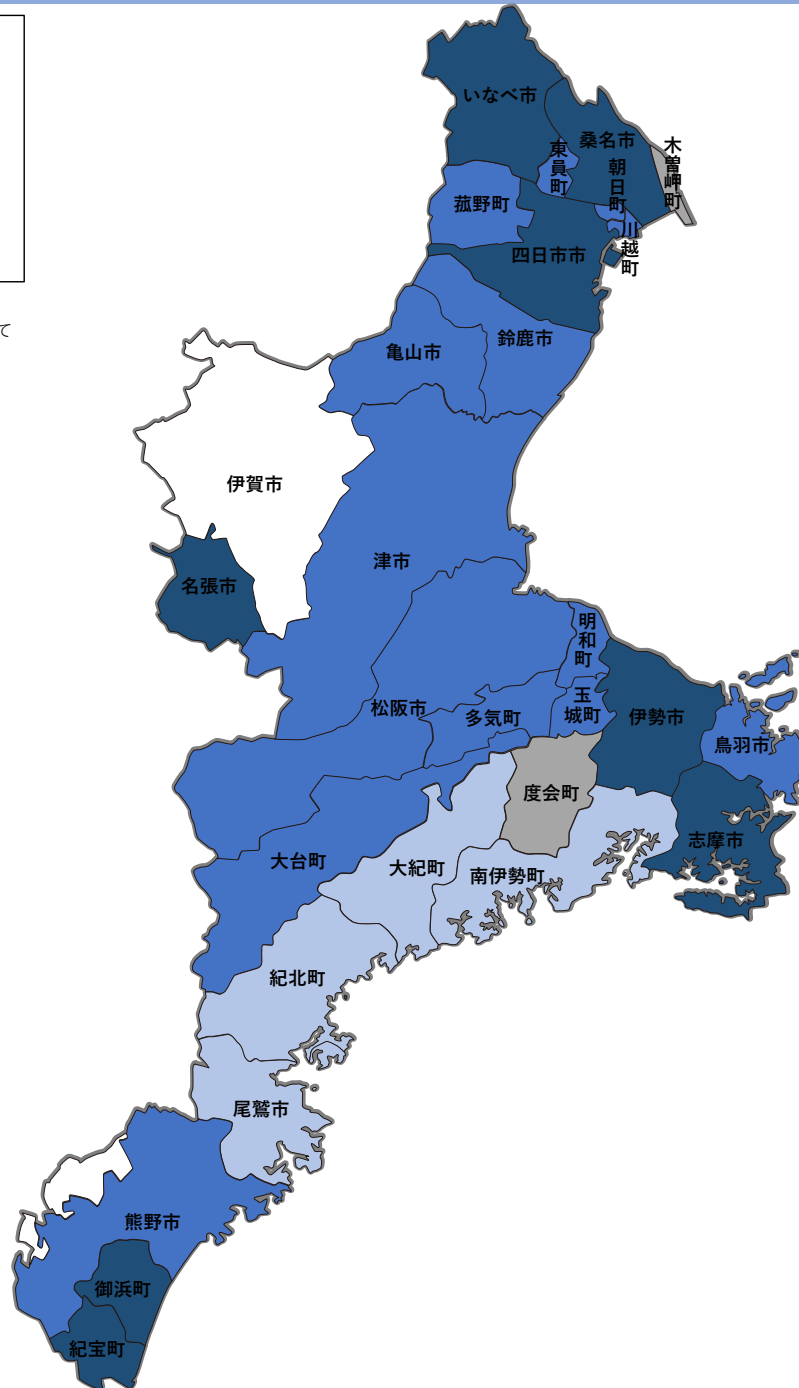 いなべ市
桑名市
木曽岬町
東員町
朝日町
菰野町
川越町
四日市市
て
鈴鹿市
亀山市
伊賀市
津市
名張市
明和町
松阪市
多気町
玉城町
伊勢市
鳥羽市
度会町
志摩市
大台町
大紀町
南伊勢町
紀北町
尾鷲市
熊野市
御浜町
紀宝町